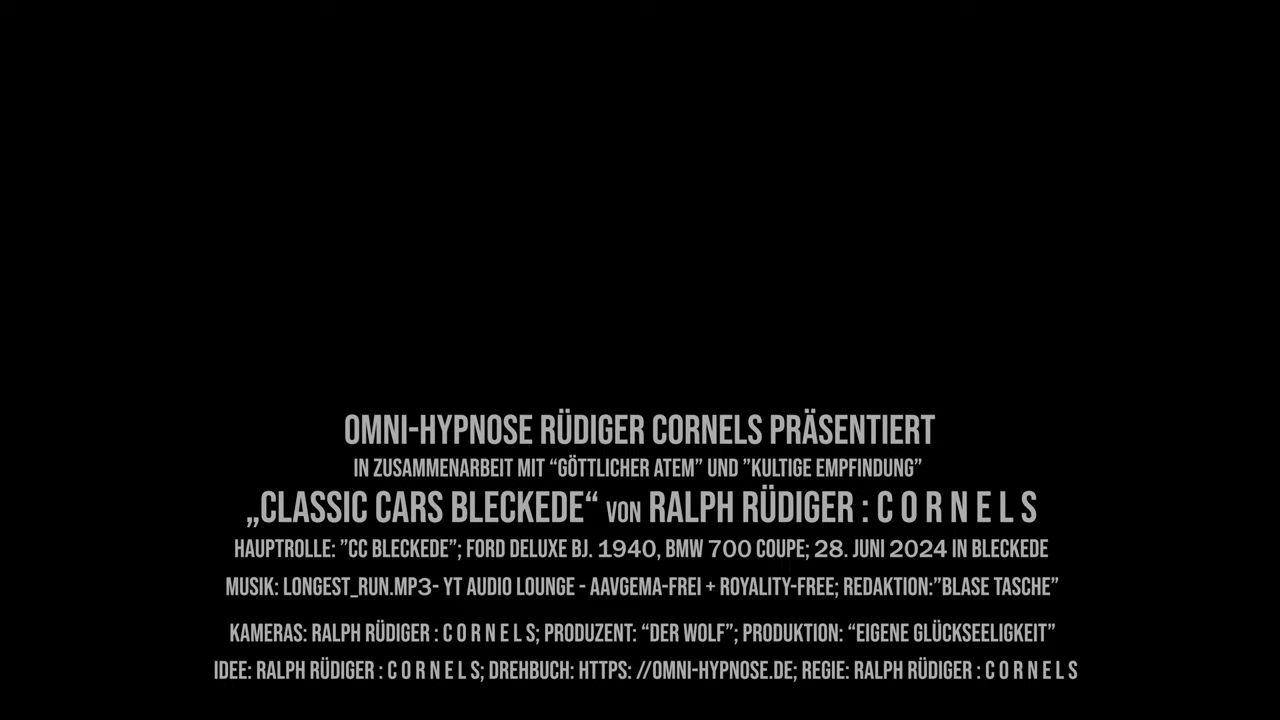 OMNI-HYPNOSE RÜDIGER CORNELS PRÄSENTIERT
IN ZUSAMMENARBEIT MIT “GÖTTLICHER ATEM” UND ”KULTIGE EMPFINDUNG”
„CLASSIC CARS BLECKEDE“ VON RALPH RÜDIGER : C O R N E L S
HAUPTROLLE: ”CC BLECKEDE”; FORD DELUXE BJ. 1940, BMW 700 COUPE; 28. JUNI 2024 IN BLECKEDE
MUSIK: LONGEST_RUN.MP3- YT AUDIO LOUNGE - AAVGEMA-FREI + ROYALITY-FREE; REDAKTION:”BLASE TASCHE”
KAMERAS: RALPH RÜDIGER : C O R N E L S; PRODUZENT: “DER WOLF”; PRODUKTION: “EIGENE GLÜCKSEELIGKEIT”
IDEE: RALPH RÜDIGER : C O R N E L S; DREHBUCH: HTTPS: //OMNI-HYPNOSE.DE; REGIE: RALPH RÜDIGER : C O R N E L S